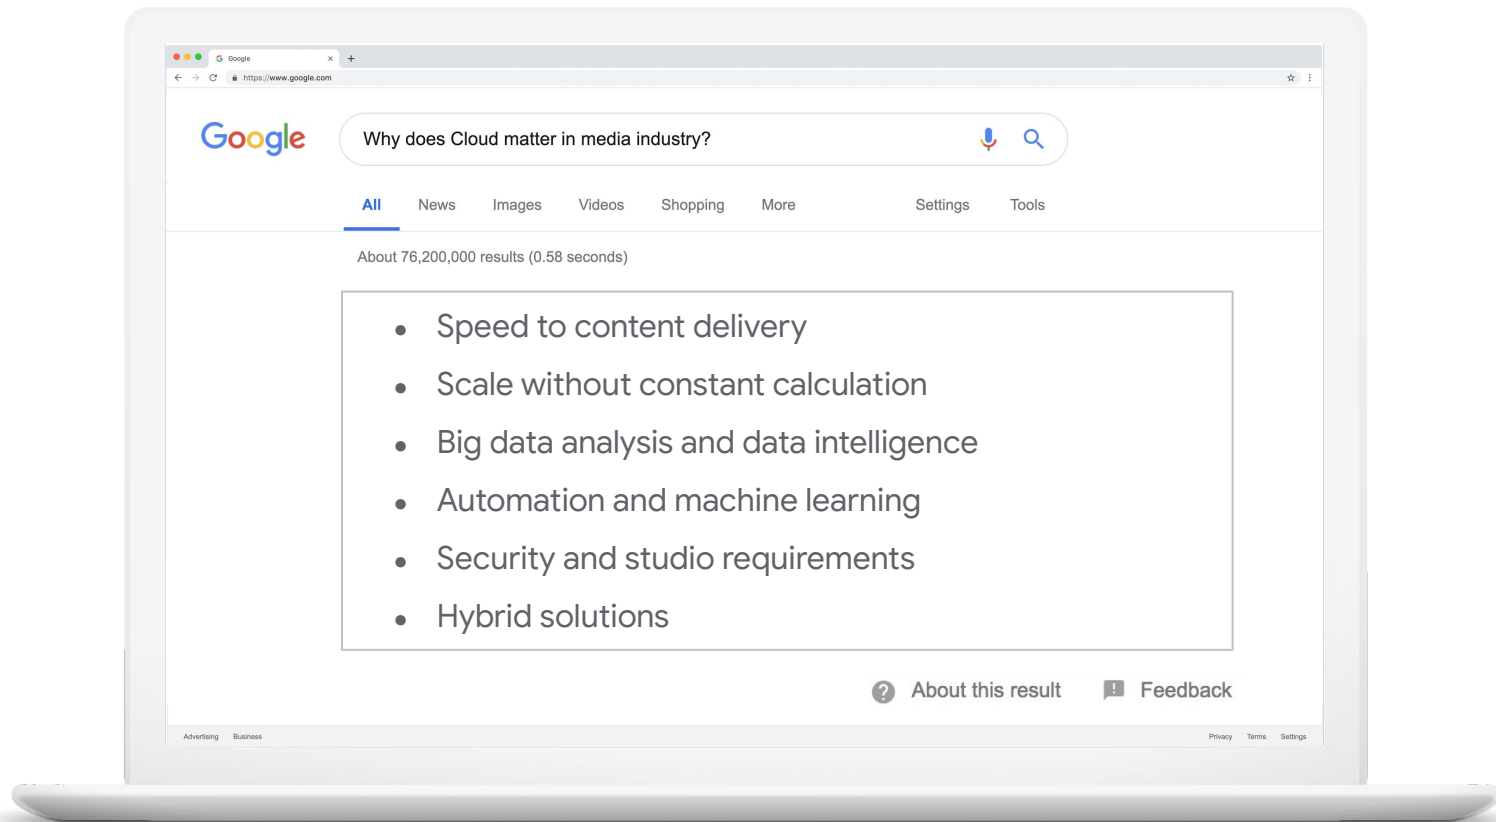 Google
https://www.google.com
Google
Why does Cloud matter in media industry?
All News Images Videos Shopping More Settings Tools
About 76,200,000 results (0.58 seconds)
• Speed to content delivery
• Scale without constant calculation
• Big data analysis and data intelligence
• Automation and machine learning
• Security and studio requirements
• Hybrid solutions
About this result Feedback
Advertising Business Privacy Terms Settings